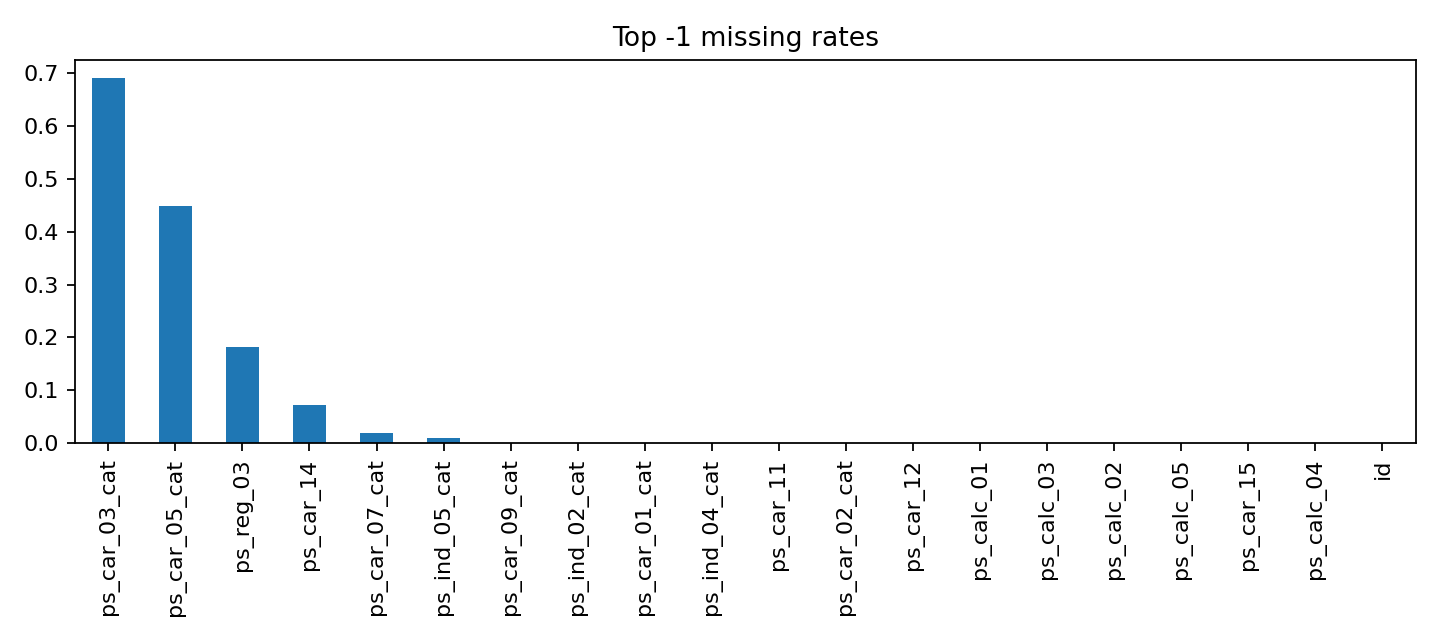 Top -1 missing rates
0.7
0.6
0.5
0.4
0.3
0.2
0.1
0.0
ps_car_03_cat
ps_car_05_cat
ps_reg_03
ps_car_14
ps_car_07_cat
ps_ind_05_cat
ps_car_09_cat
ps_ind_02_cat
ps_car_01_cat
ps_ind_04_cat
ps_car_11
ps_car_02_cat
ps_car_12
ps_calc_01
ps_calc_03
ps_calc_02
ps_calc_05
ps_car_15
ps_calc_04
id